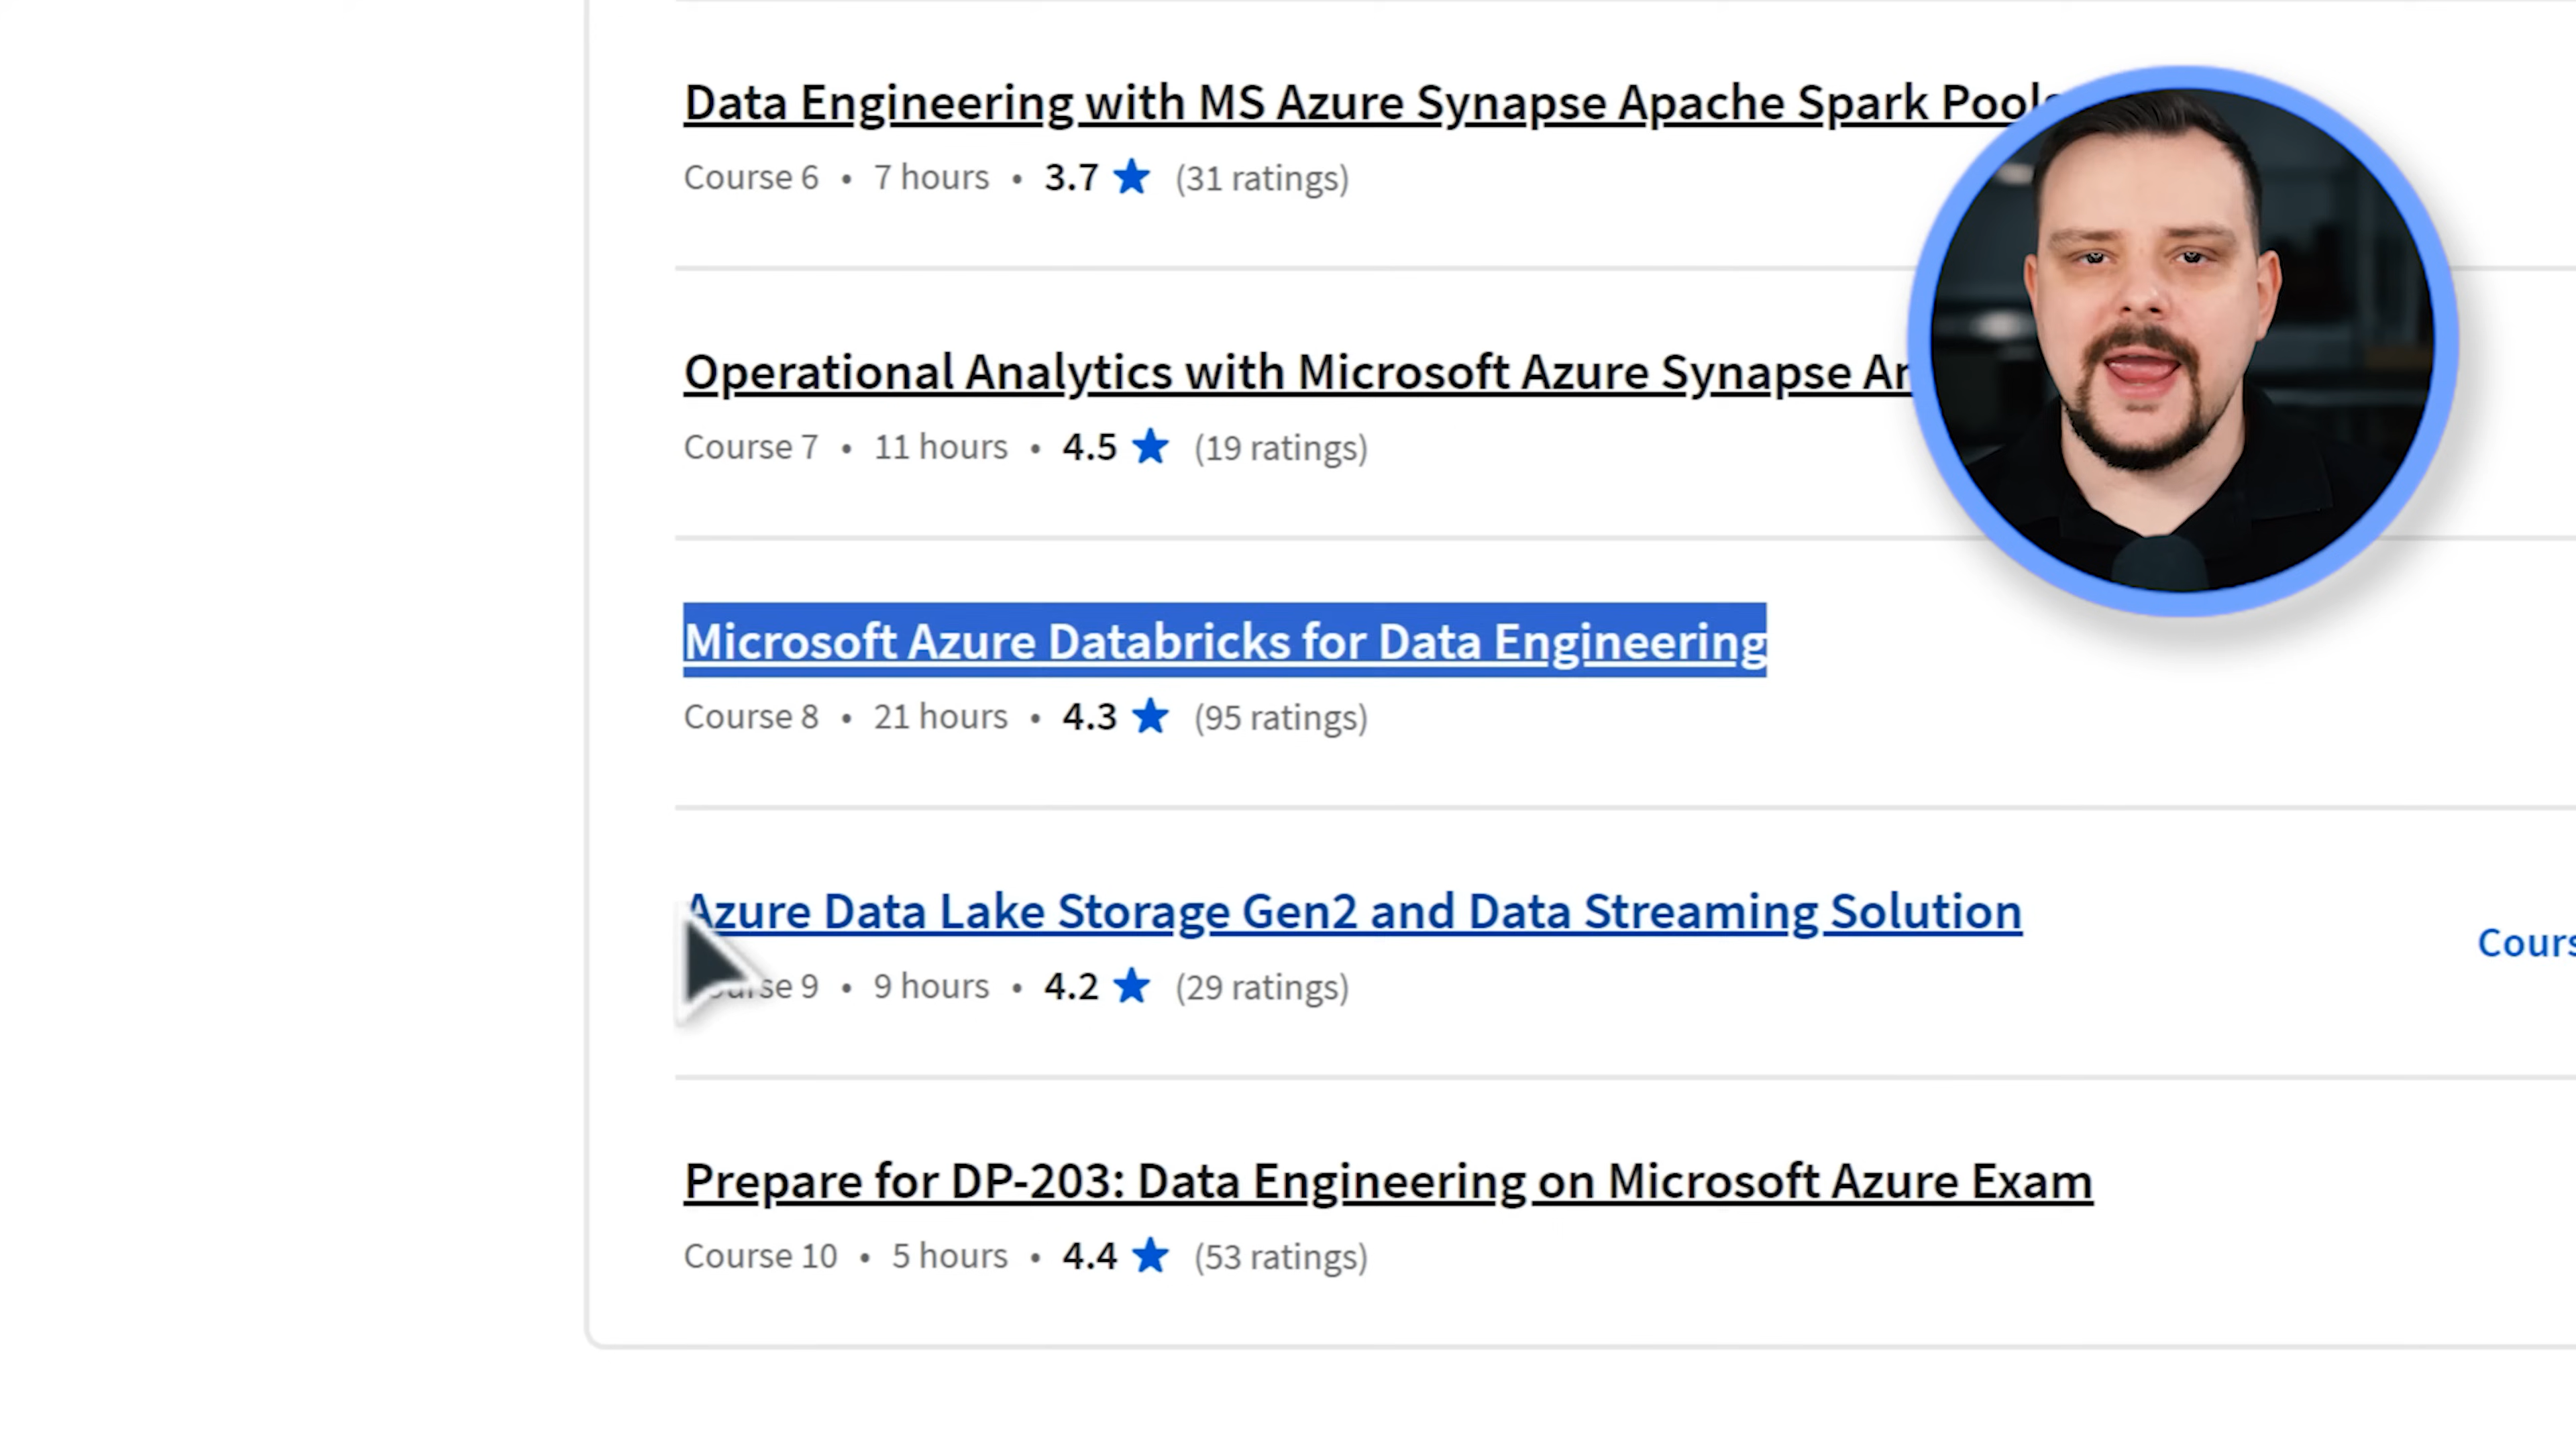 Data Engineering with MS Azure Synapse Apache Spark Pools
Course 6 • 7 hours • 3.7 ★ (31 ratings)
Operational Analytics with Microsoft Azure Synapse
Course 7 • 11 hours • 4.5 ★ (19 ratings)
Microsoft Azure Databricks for Data Engineering
Course 8 • 21 hours • 4.3 ★ (95 ratings)
Azure Data Lake Storage Gen2 and Data Streaming Solution
Cours
Course 9 • 9 hours • 4.2 ★ (29 ratings)
Prepare for DP-203: Data Engineering on Microsoft Azure Exam
Course 10 • 5 hours • 4.4 ★ (53 ratings)